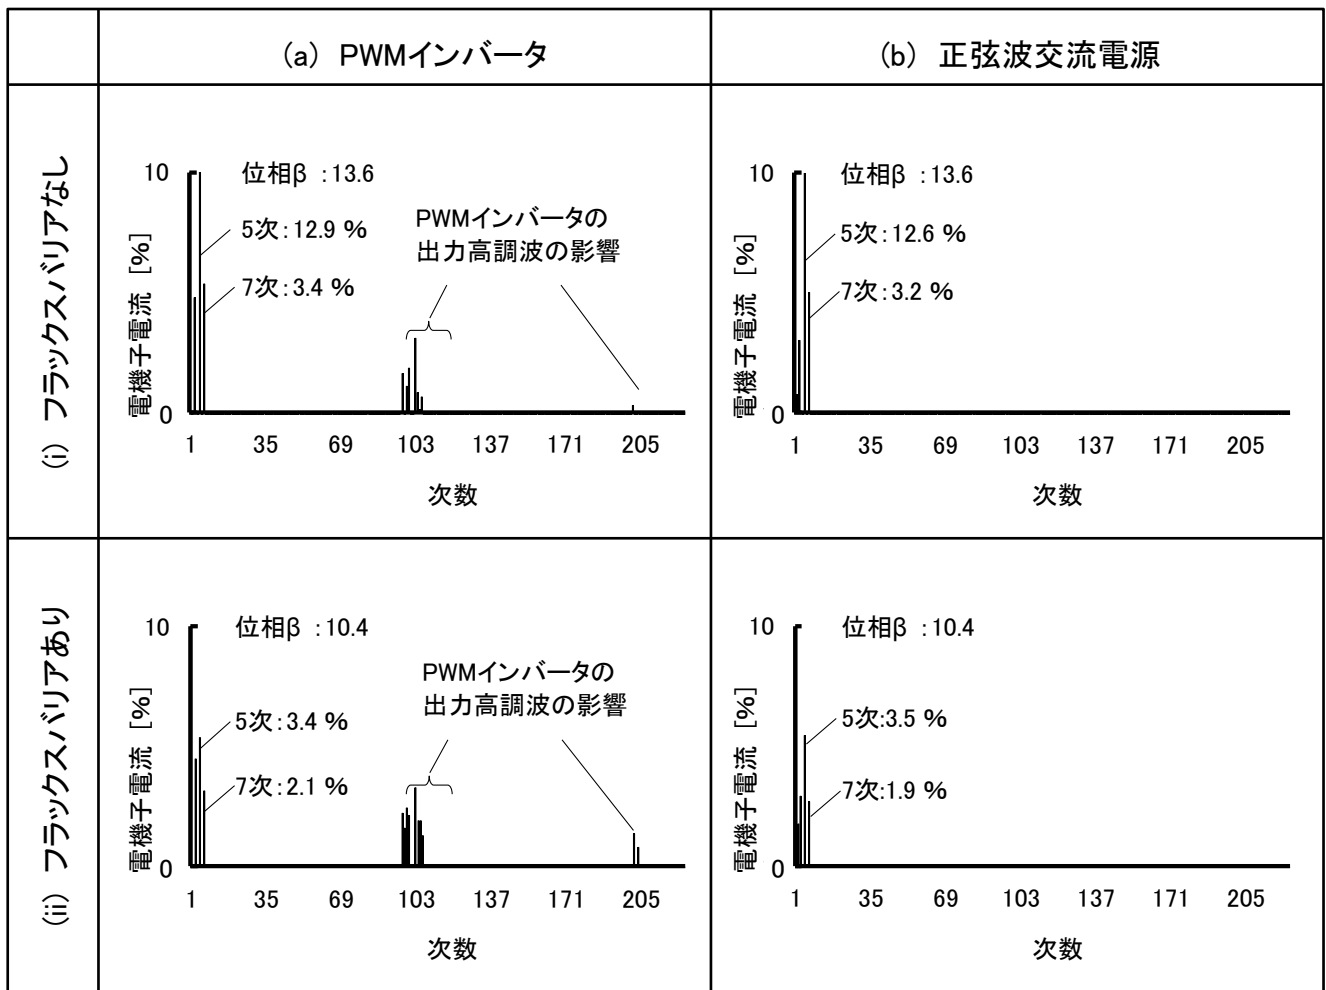 (a) PWMインバータ
(b) 正弦波交流電源
(i) フラックスバリアなし
電機子電流 [%]
10
0
位相β :13.6
5次:12.9 %
7次:3.4 %
PWMインバータの
出力高調波の影響
1 35 69 103 137 171 205
次数
電機子電流 [%]
10
0
位相β :13.6
5次:12.6 %
7次:3.2 %
1 35 69 103 137 171 205
次数
(ii) フラックスバリアあり
電機子電流 [%]
10
0
位相β :10.4
5次:3.4 %
7次:2.1 %
PWMインバータの
出力高調波の影響
1 35 69 103 137 171 205
次数
電機子電流 [%]
10
0
位相β :10.4
5次:3.5 %
7次:1.9 %
1 35 69 103 137 171 205
次数